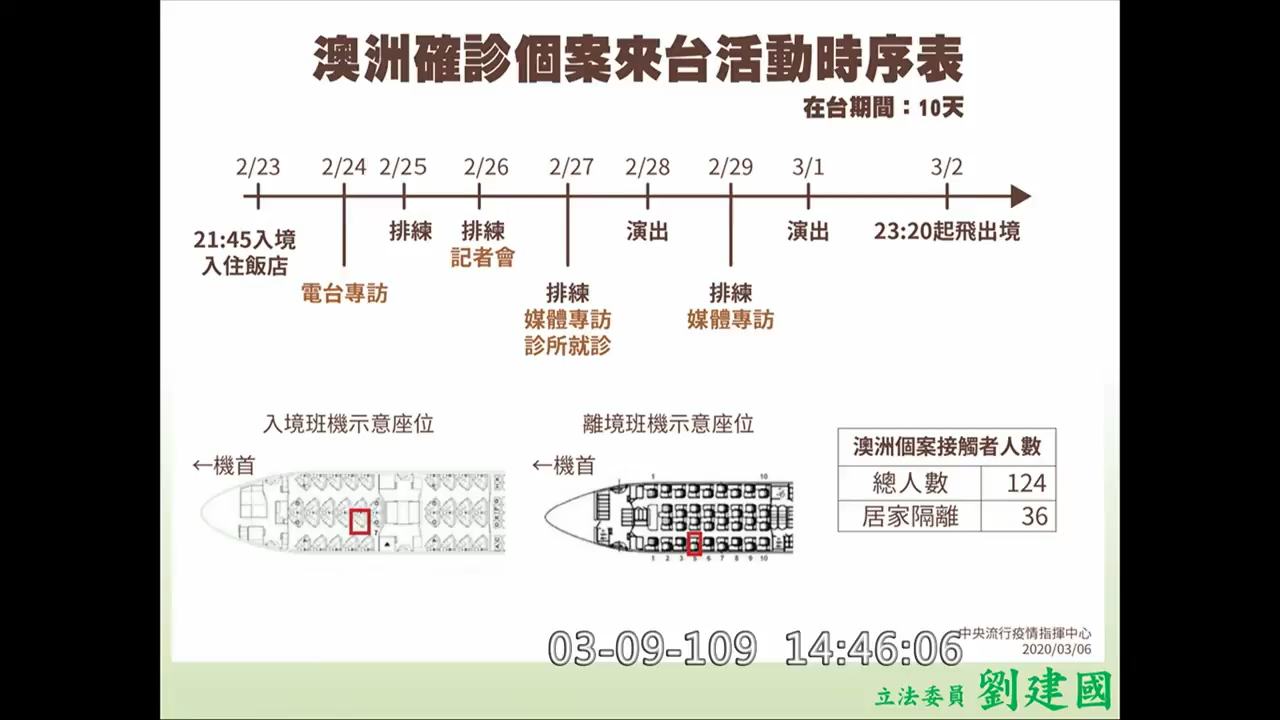 澳洲確診個案來台活動時序表
在台期間：10天
2/23 2/24 2/25 2/26 2/27 2/28 2/29 3/1 3/2
21:45入境
入住飯店
電台專訪
排練
排練
記者會
排練
媒體專訪
診所就診
演出
排練
媒體專訪
演出
23:20起飛出境
入境班機示意座位
←機首
離境班機示意座位
←機首
澳洲個案接觸者人數
總人數 124
居家隔離 36
中央流行疫情指揮中心
2020/03/06
03-09-109 14:46:06
立法委員 劉建國